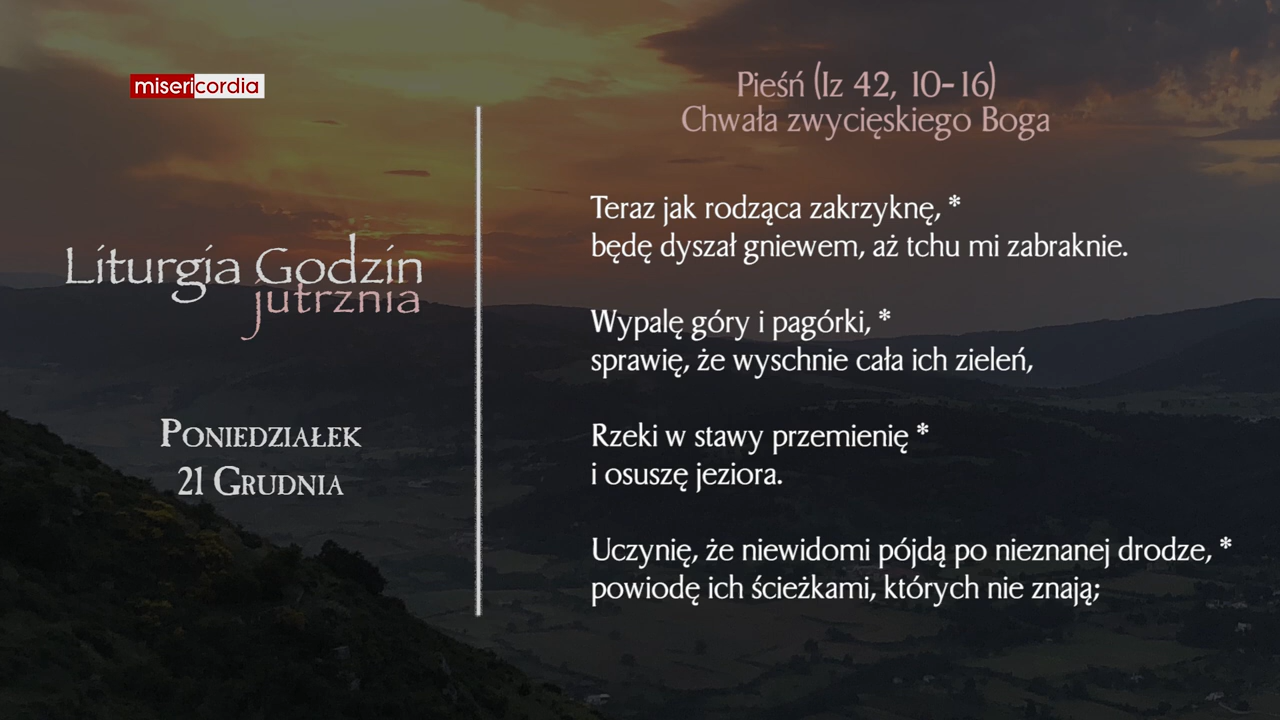 misericordia
Liturgia Godzin
jutrznia
Poniedziałek
21 Grudnia
Pieśń (Iz 42, 10-16)
Chwała zwycięskiego Boga
Teraz jak rodząca zakrzyknę, *
będę dyszał gniewem, aż tchu mi zabraknie.
Wypalę góry i pagórki, *
sprawię, że wyschnie cała ich zieleń,
Rzeki w stawy przemienię *
i osuszę jeziora.
Uczynię, że niewidomi pójdą po nieznanej drodze, *
powiodę ich ścieżkami, których nie znają;